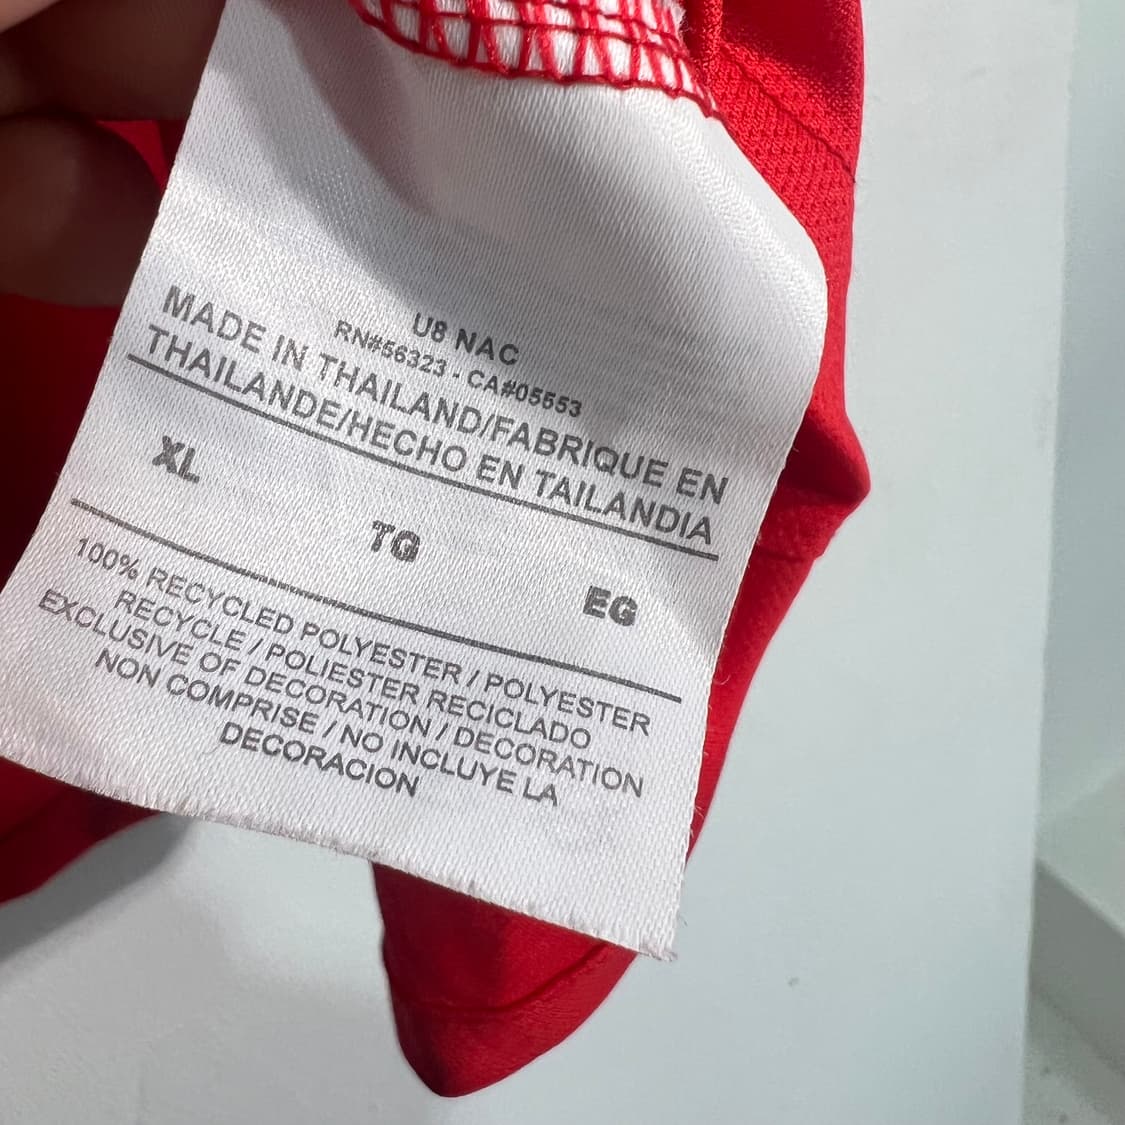 U8 NAC
RN#56323 - CA#05553
MADE IN THAILAND/FABRIQUE EN
THAILANDE/HECHO EN TAILANDIA
XL
TG
EG
100% RECYCLED POLYESTER / POLYESTER
RECYCLE / POLIESTER RECICLADO
EXCLUSIVE OF DECORATION / DECORATION
NON COMPRISE / NO INCLUYE LA
DECORACION